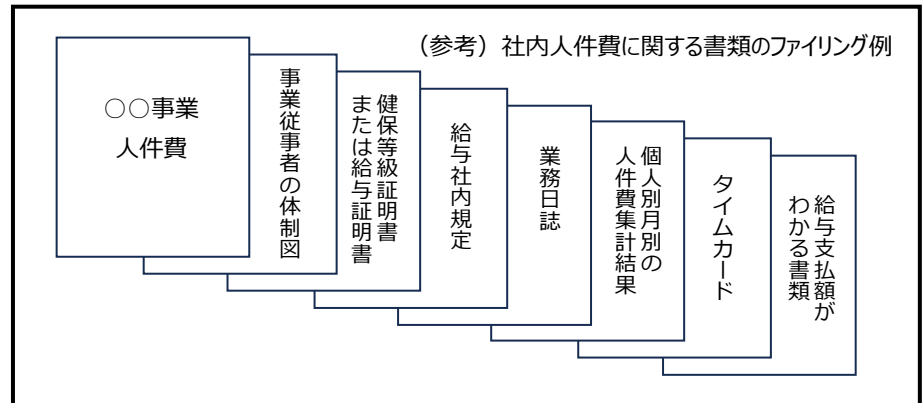 （参考）社内人件費に関する書類のファイリング例
○○事業
人件費
事業従事者の体制図
健保等級証明書
または給与証明書
給与社内規定
業務日誌
個人別月別の
人件費集計結果
タイムカード
給与支払額が
わかる書類